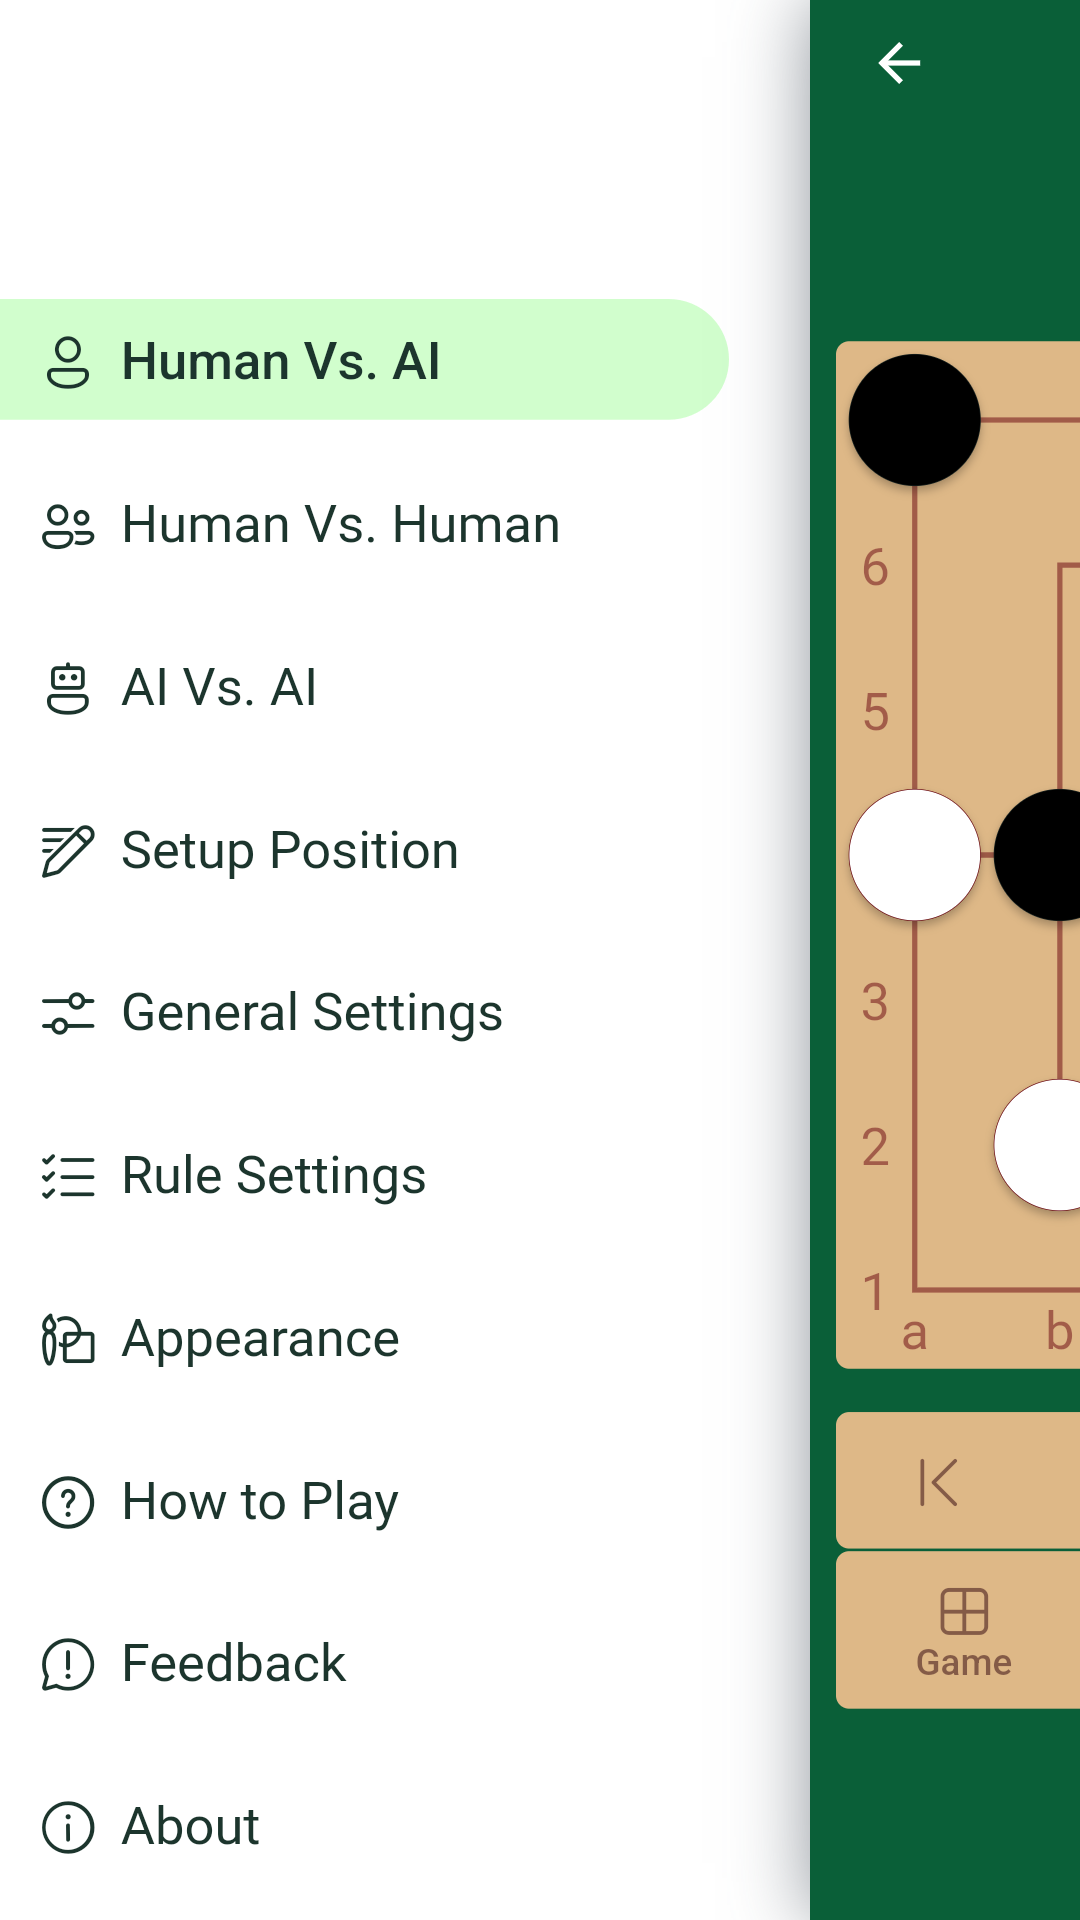 Human Vs. AI
Human Vs. Human
AI Vs. AI
Setup Position
General Settings
Rule Settings
Appearance
How to Play
Feedback
About
6
5
3
2
1
a b
Game